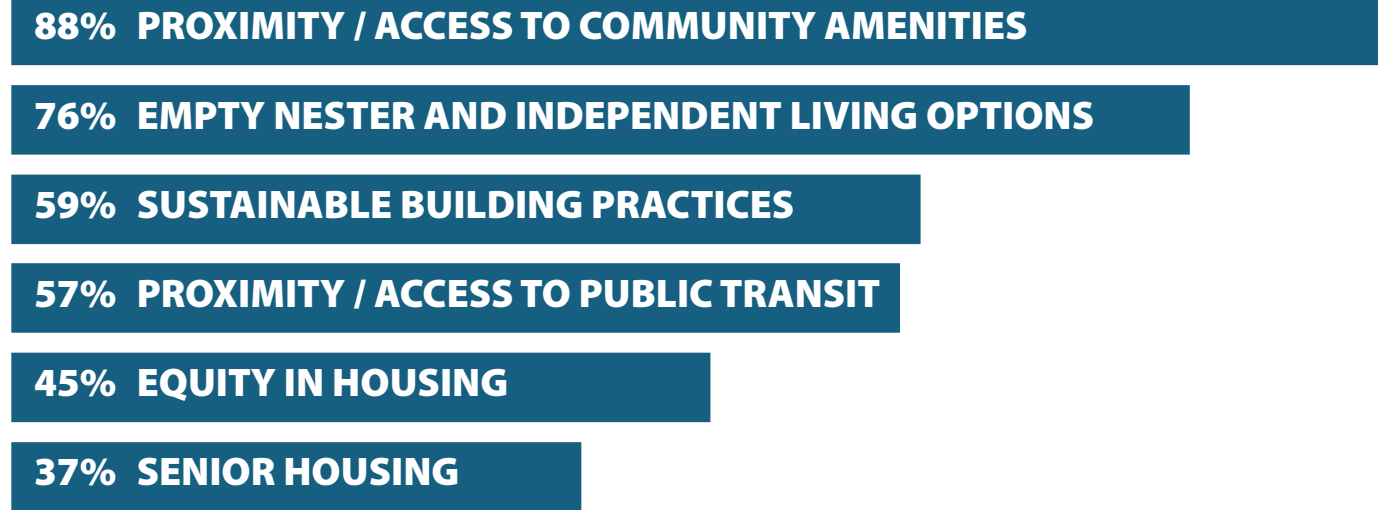 88% PROXIMITY / ACCESS TO COMMUNITY AMENITIES
76% EMPTY NESTER AND INDEPENDENT LIVING OPTIONS
59% SUSTAINABLE BUILDING PRACTICES
57% PROXIMITY / ACCESS TO PUBLIC TRANSIT
45% EQUITY IN HOUSING
37% SENIOR HOUSING